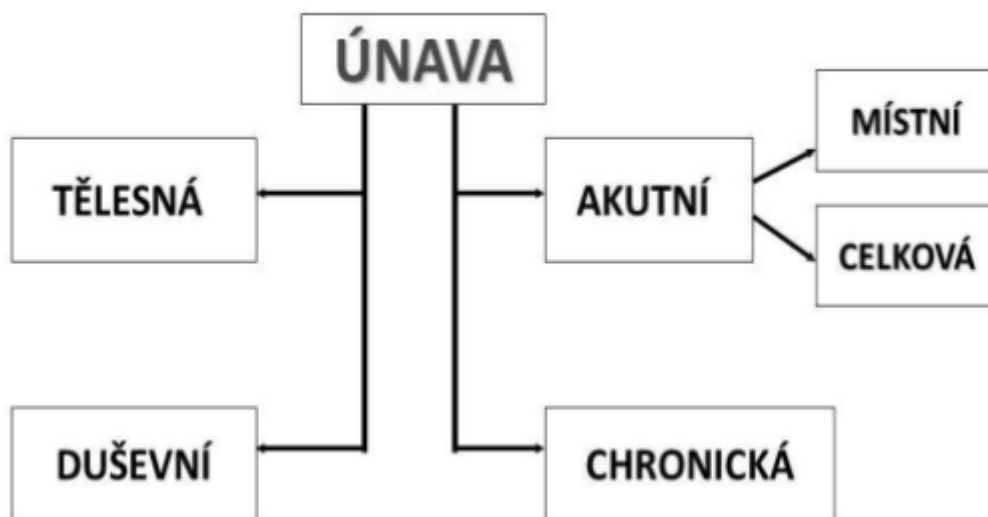 ÚNAVA
TĚLESNÁ
AKUTNÍ
MÍSTNÍ
CELKOVÁ
DUŠEVNÍ
CHRONICKÁ